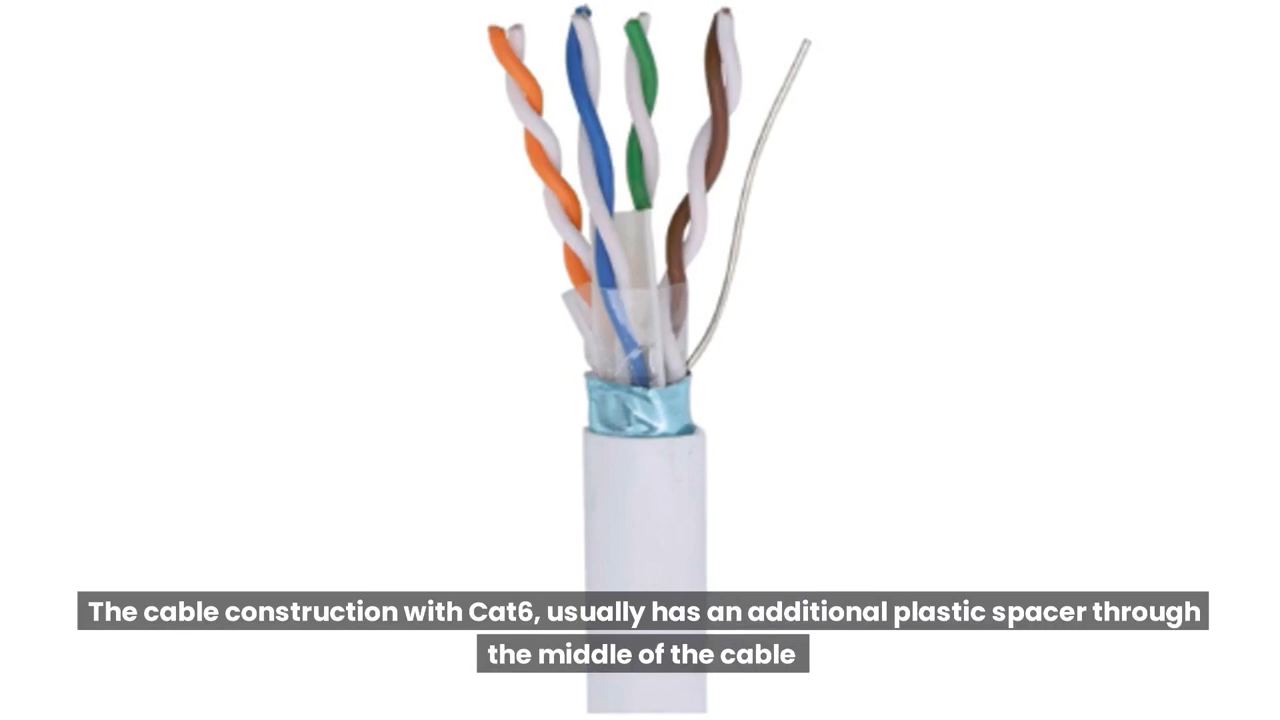 The cable construction with Cat6, usually has an additional plastic spacer through
the middle of the cable